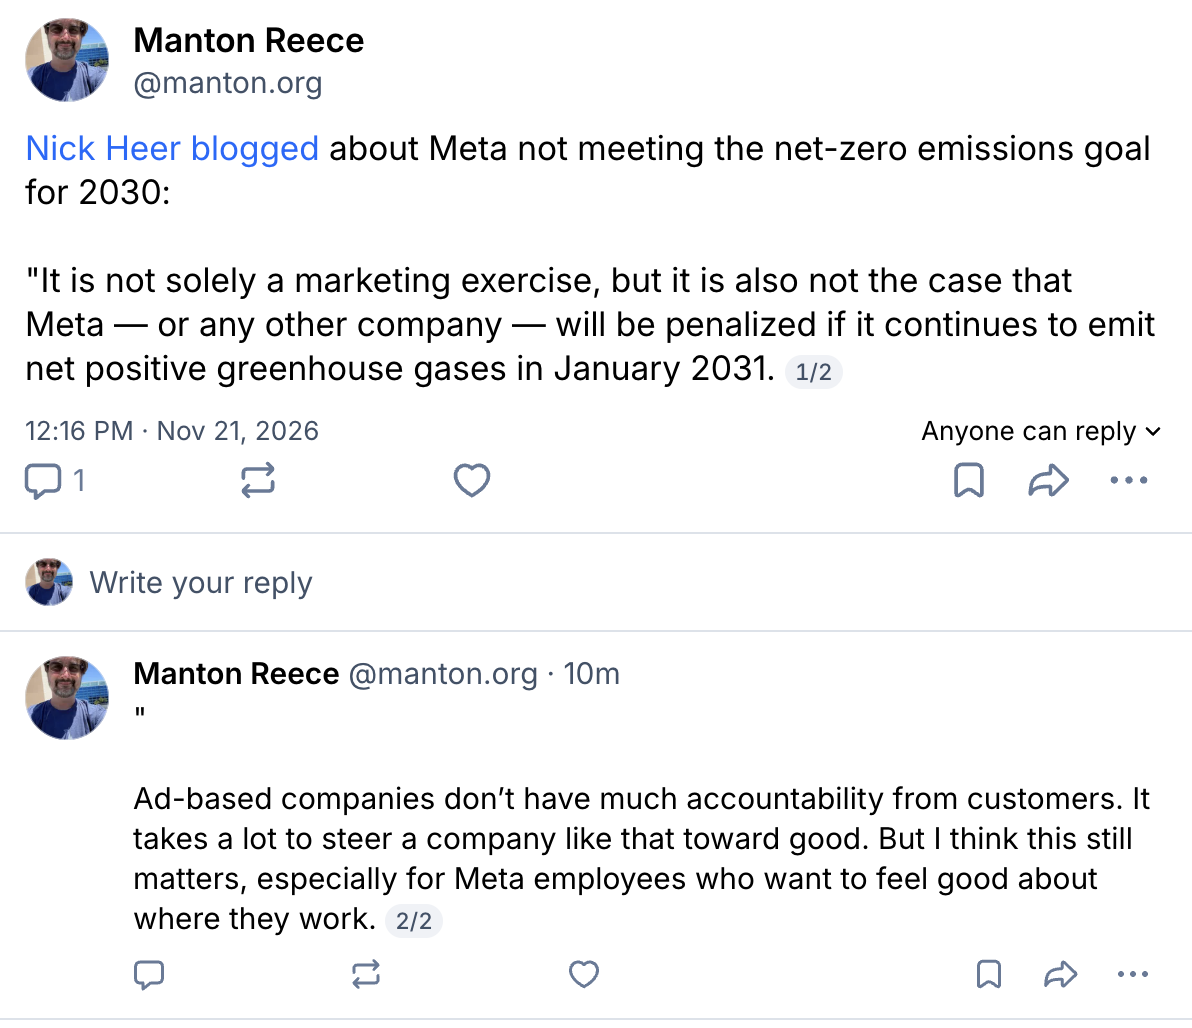 Manton Reece
@manton.org
Nick Heer blogged about Meta not meeting the net-zero emissions goal
for 2030:
"It is not solely a marketing exercise, but it is also not the case that
Meta — or any other company — will be penalized if it continues to emit
net positive greenhouse gases in January 2031. 1/2
12:16 PM · Nov 21, 2026
Anyone can reply
1
Write your reply
Manton Reece @manton.org · 10m
"
Ad-based companies don’t have much accountability from customers. It
takes a lot to steer a company like that toward good. But I think this still
matters, especially for Meta employees who want to feel good about
where they work. 2/2